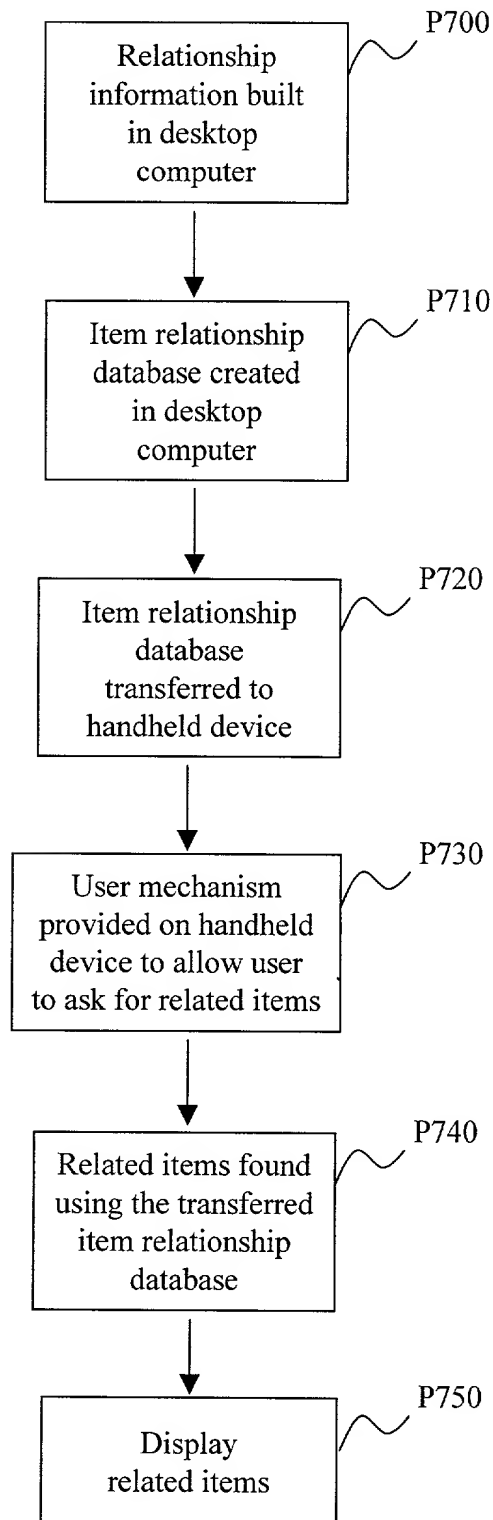 P700
Relationship
information built
in desktop
computer
P710
Item relationship
database created
in desktop
computer
P720
Item relationship
database
transferred to
handheld device
P730
User mechanism
provided on handheld
device to allow user
to ask for related items
P740
Related items found
using the transferred
item relationship
database
P750
Display
related items